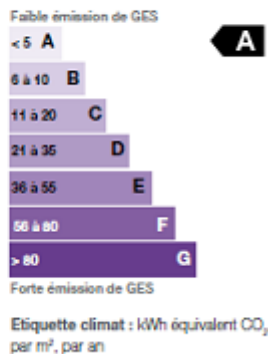 Faible émission de GES
< 5 A
A
6 à 10 B
11 à 20 C
21 à 35 D
36 à 55 E
56 à 80 F
> 80 G
Forte émission de GES
Etiquette climat : kWh équivalent CO₂
par m², par an